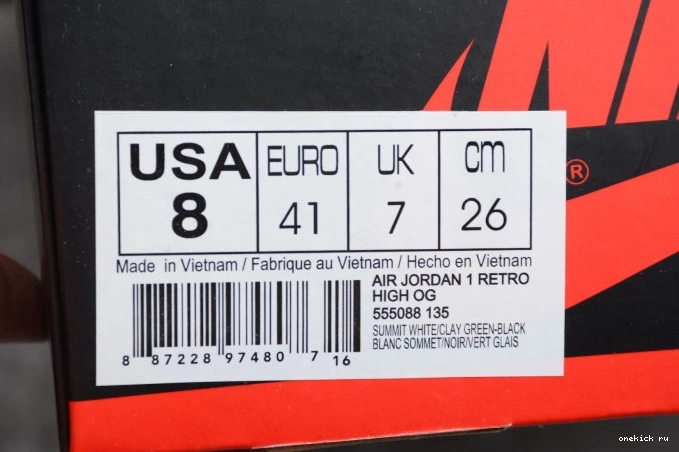 USA EURO UK cm
8 41 7 26
®
Made in Vietnam / Fabrique au Vietnam / Hecho en Vietnam
AIR JORDAN 1 RETRO
HIGH OG
555088 135
SUMMIT WHITE/CLAY GREEN-BLACK
BLANC SOMMET/NOIR/VERT GLAIS
8 87228 97480 7 16
onekick ru